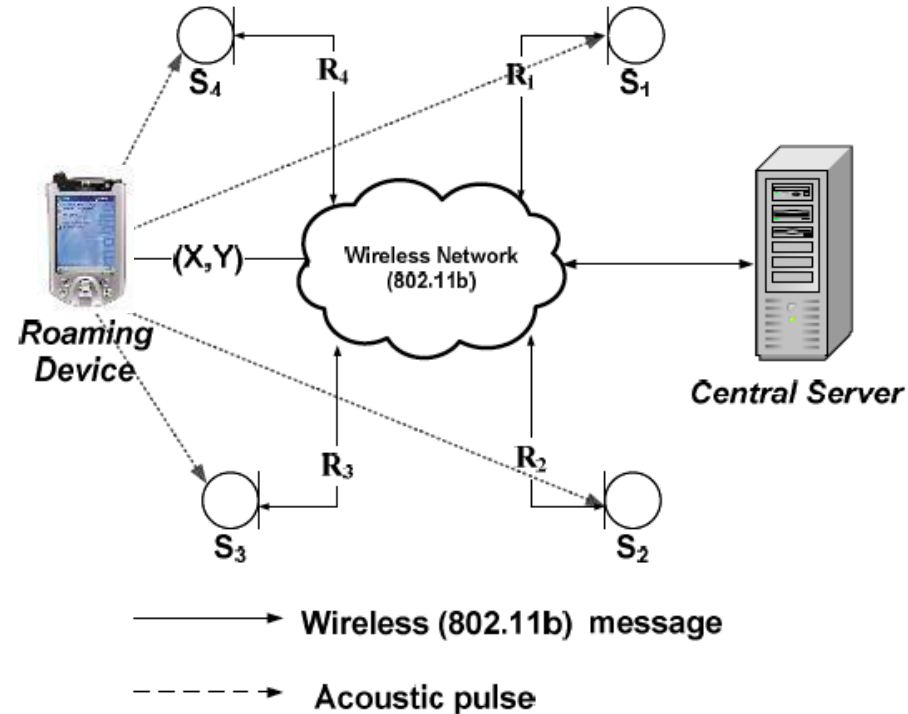 S₄
R₄
R₁
S₁
Wireless Network
(802.11b)
(X,Y)
Roaming
Device
Central Server
R₃
R₂
S₃
S₂
Wireless (802.11b) message
Acoustic pulse